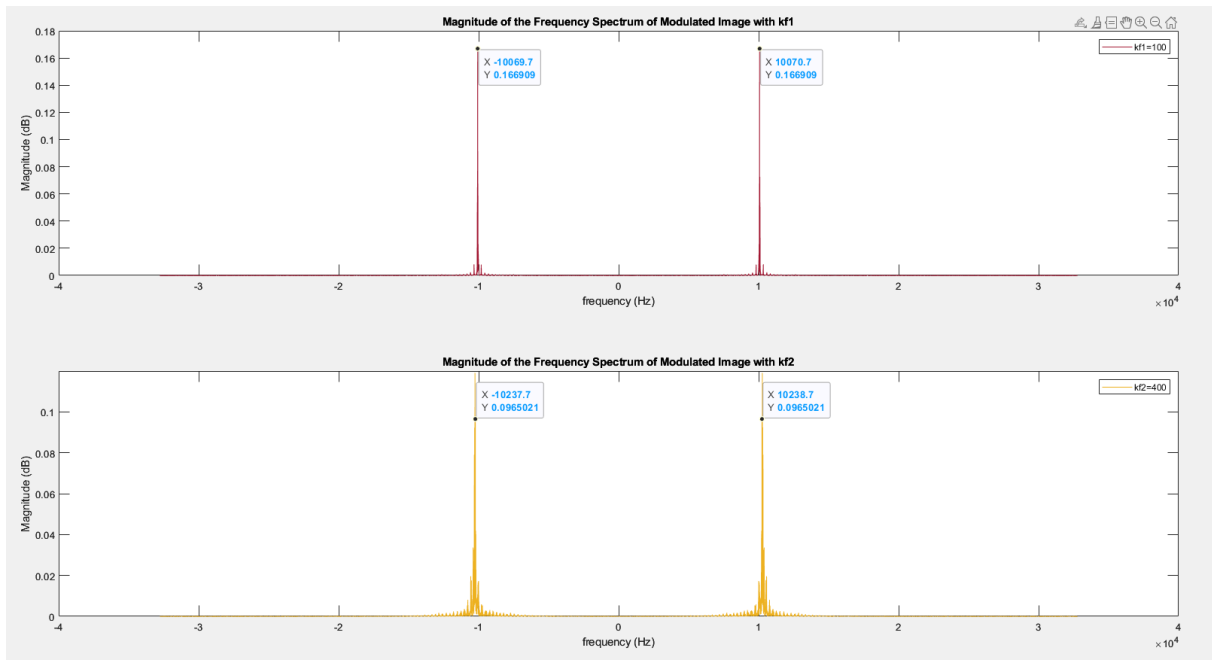 Magnitude of the Frequency Spectrum of Modulated Image with kf1
0.18
0.16
0.14
0.12
0.1
0.08
0.06
0.04
0.02
0
Magnitude (dB)
X -10069.7
Y 0.166909
X 10070.7
Y 0.166909
kf1=100
-4 -3 -2 -1 0 1 2 3 4
frequency (Hz)
×10⁴
Magnitude of the Frequency Spectrum of Modulated Image with kf2
0.1
0.08
0.06
0.04
0.02
0
Magnitude (dB)
X -10237.7
Y 0.0965021
X 10238.7
Y 0.0965021
kf2=400
-4 -3 -2 -1 0 1 2 3 4
frequency (Hz)
×10⁴